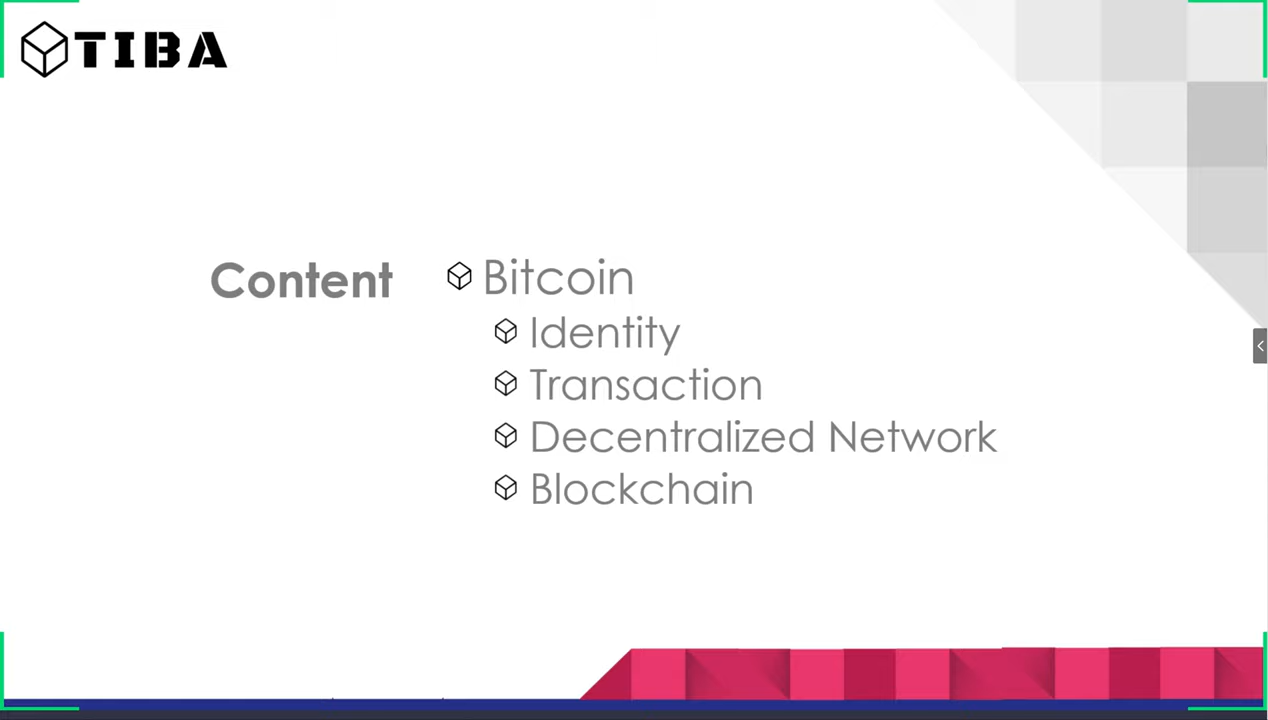 TIBA
Content
Bitcoin
Identity
Transaction
Decentralized Network
Blockchain